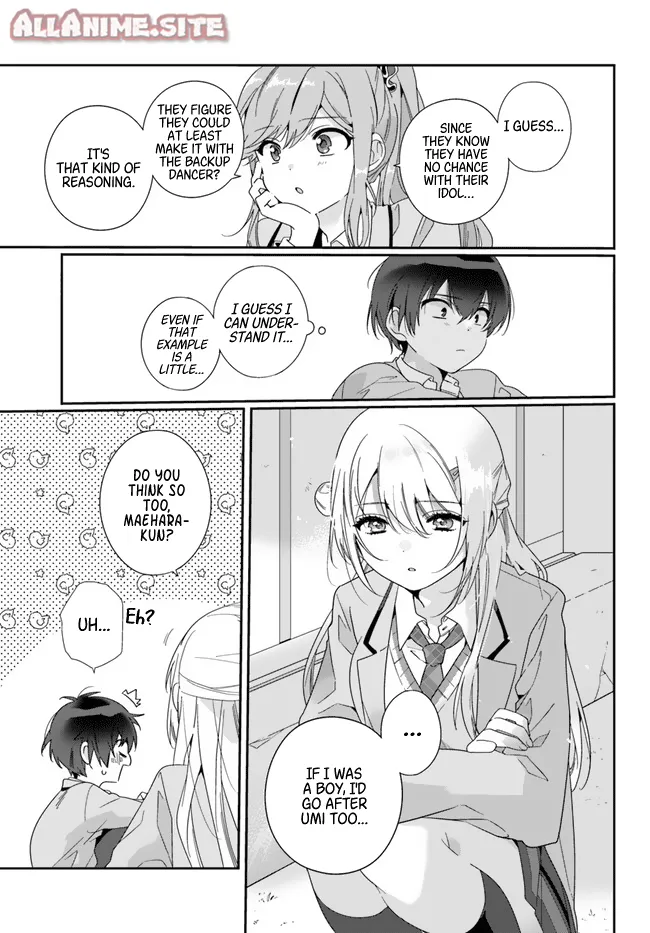 ALLANIME.SITE
I GUESS...
SINCE
THEY KNOW
THEY HAVE
NO CHANCE
WITH THEIR
IDOL...
THEY FIGURE
THEY COULD
AT LEAST
MAKE IT WITH
THE BACKUP
DANCER?
IT'S
THAT KIND OF
REASONING.
I GUESS I
CAN UNDER-
STAND IT...
EVEN IF
THAT
EXAMPLE
IS A
LITTLE...
...
IF I WAS
A BOY, I'D
GO AFTER
UMI TOO...
DO YOU
THINK SO
TOO,
MAEHARA-
KUN?
Eh?
UH...